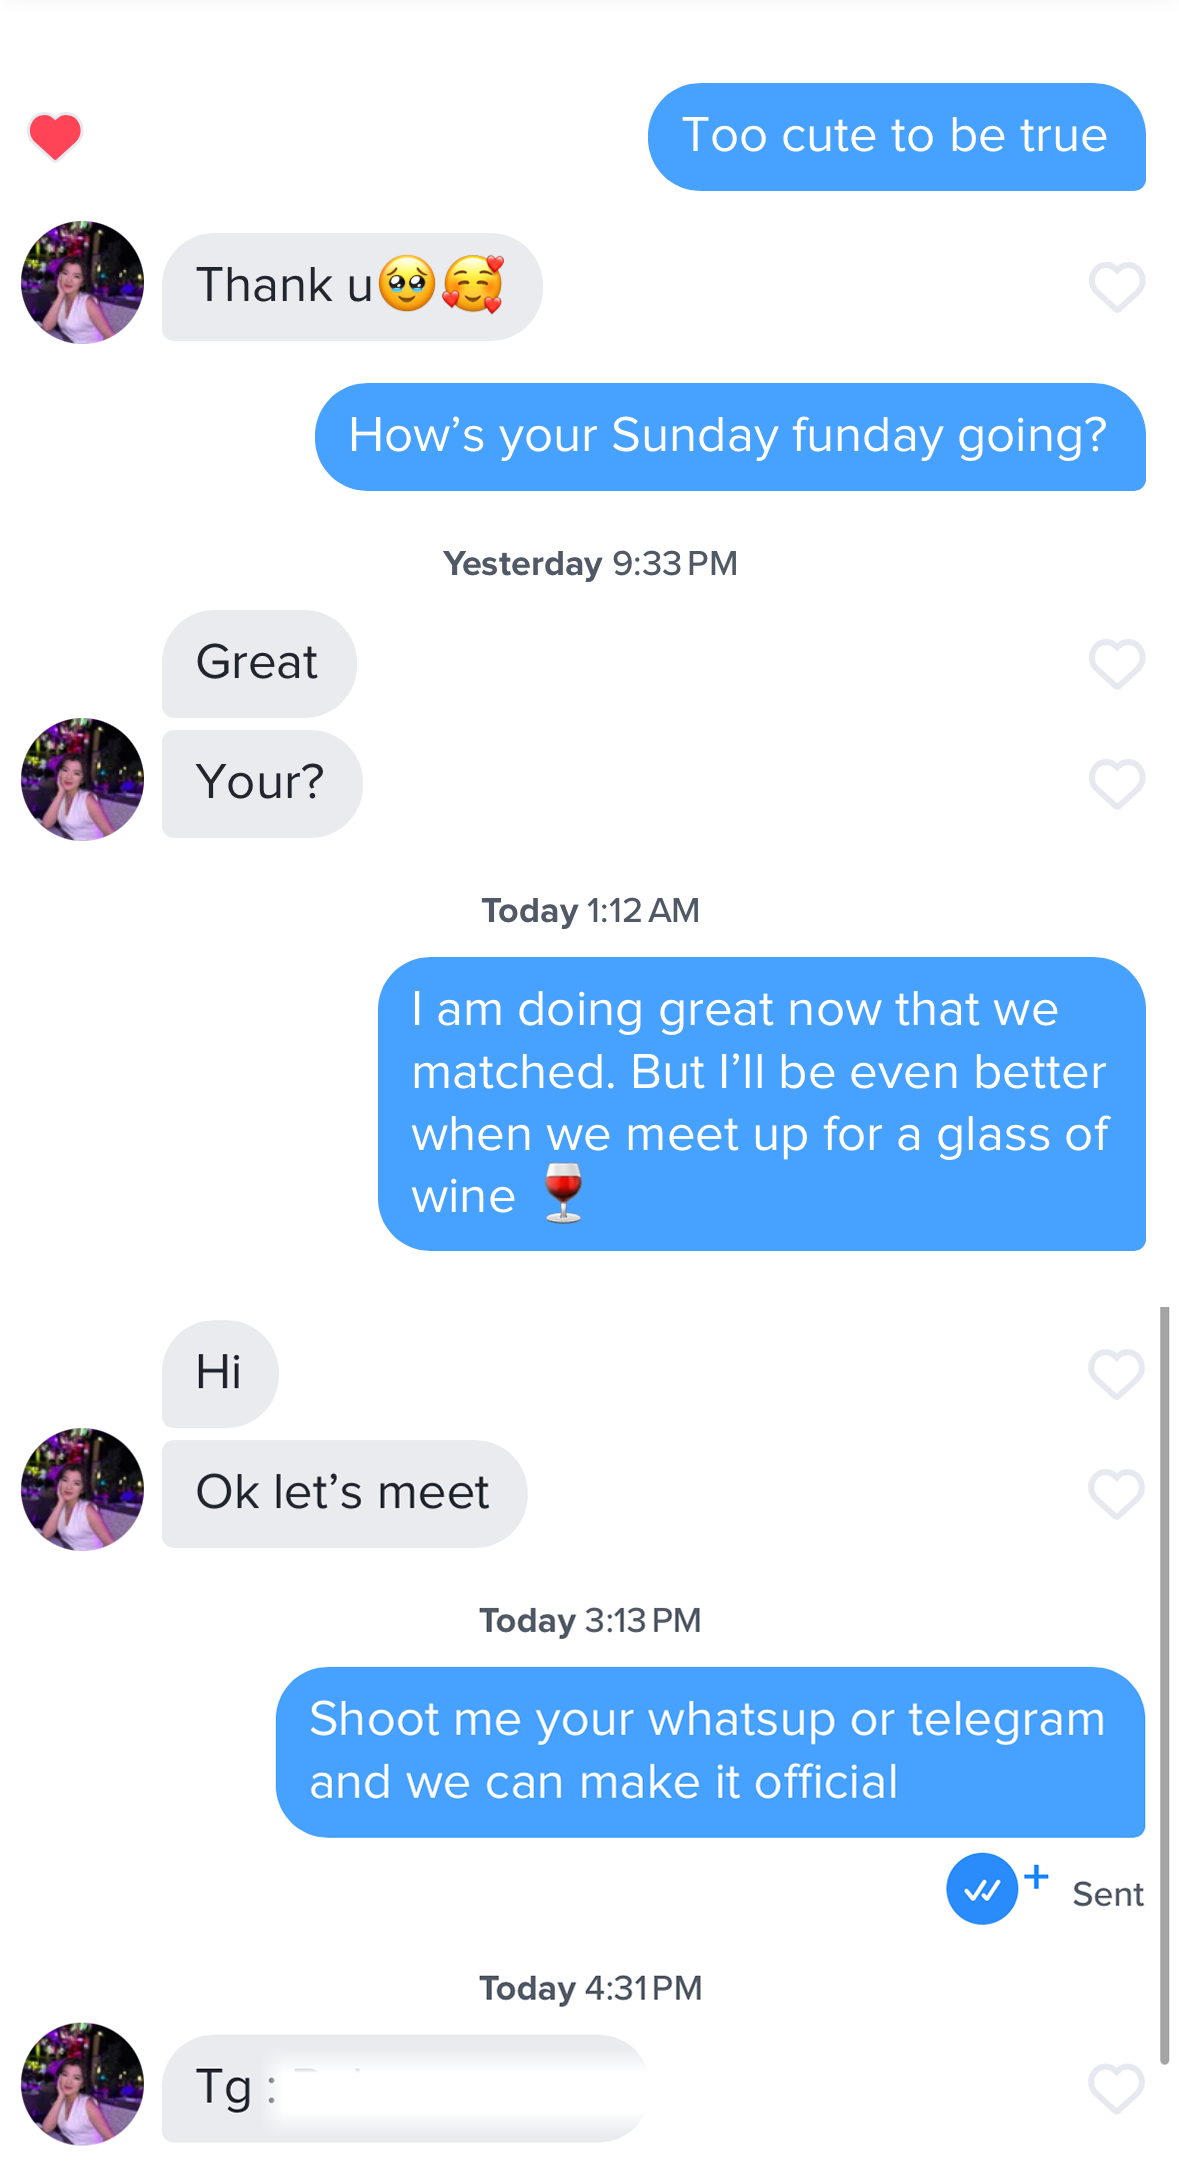 Too cute to be true
Thank u🥹🥰
How’s your Sunday funday going?
Yesterday 9:33 PM
Great
Your?
Today 1:12 AM
I am doing great now that we
matched. But I’ll be even better
when we meet up for a glass of
wine 🍷
Hi
Ok let’s meet
Today 3:13 PM
Shoot me your whatsup or telegram
and we can make it official
Sent
Today 4:31 PM
Tg :